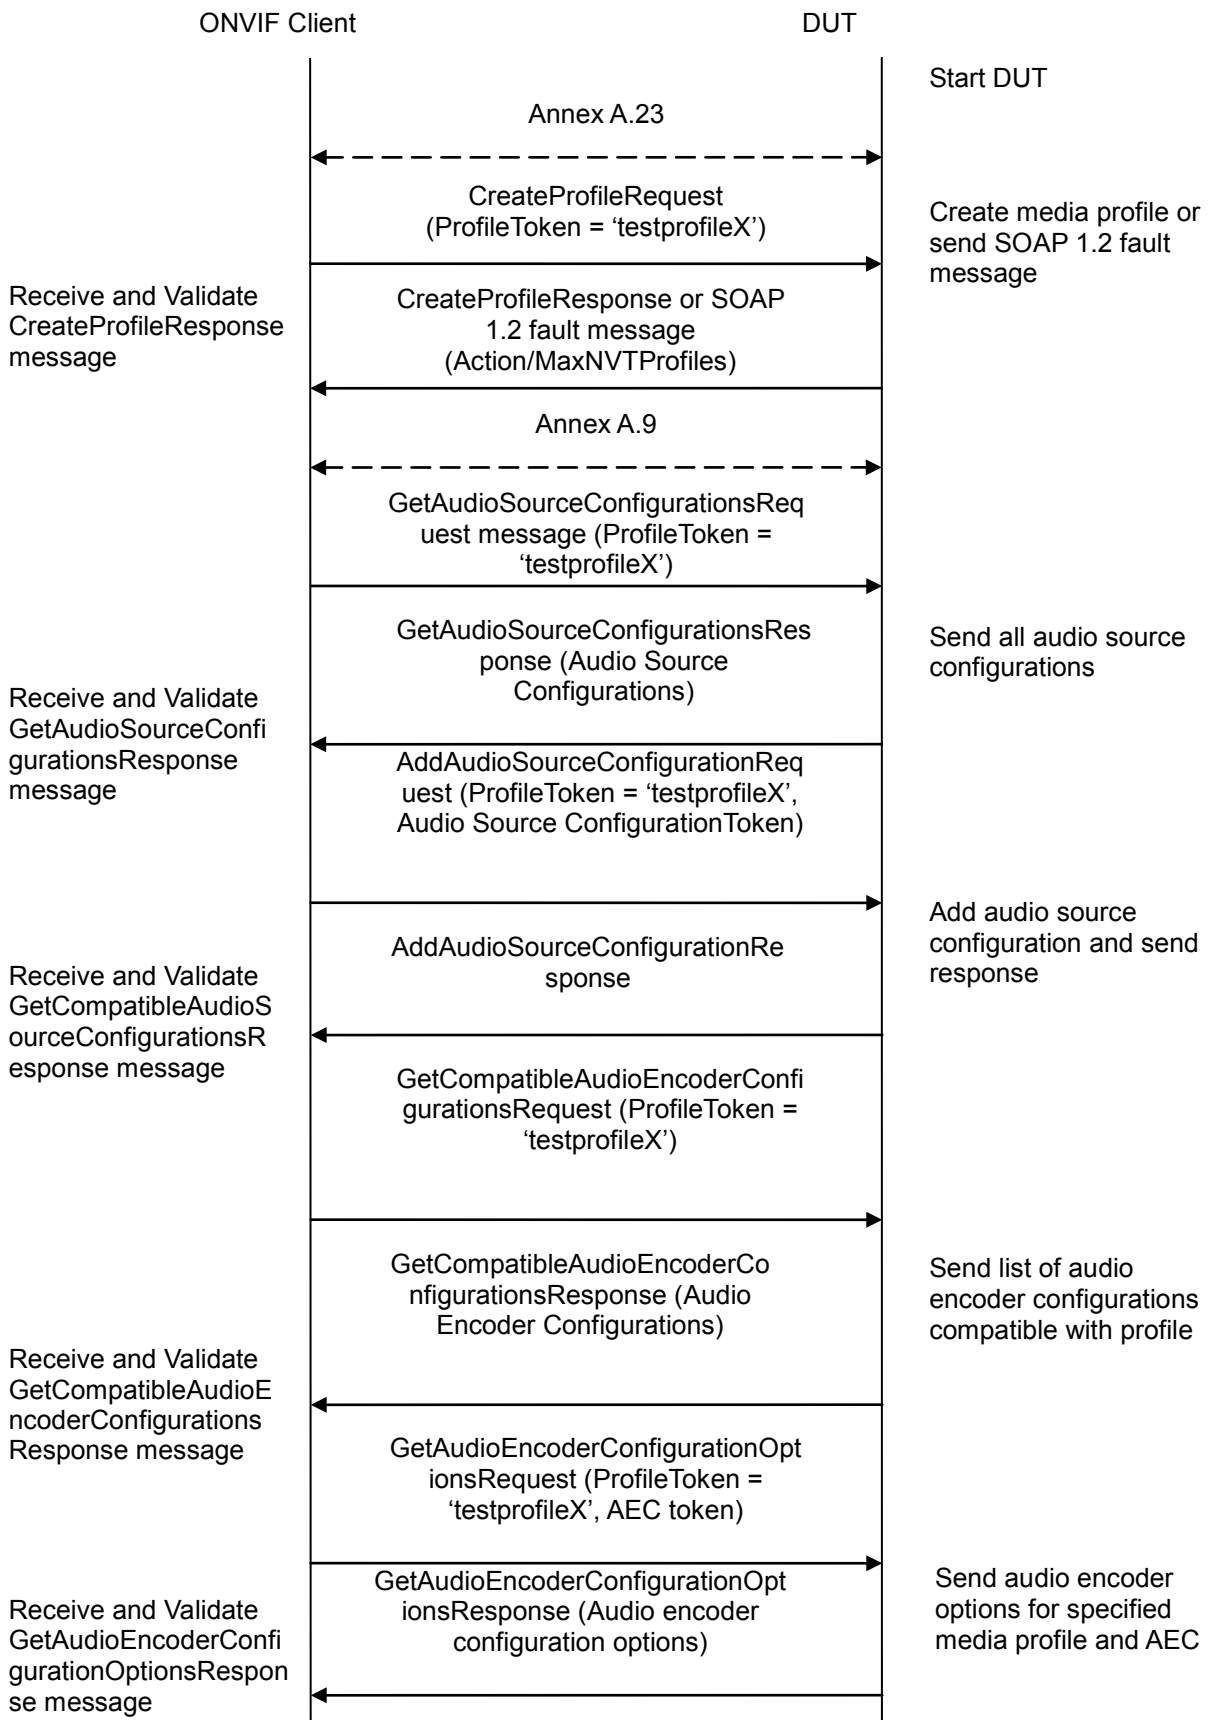 ONVIF Client
DUT
Start DUT
Annex A.23
CreateProfileRequest
(ProfileToken = ‘testprofileX’)
Create media profile or
send SOAP 1.2 fault
message
Receive and Validate
CreateProfileResponse
message
CreateProfileResponse or SOAP
1.2 fault message
(Action/MaxNVTProfiles)
Annex A.9
GetAudioSourceConfigurationsReq
uest message (ProfileToken =
‘testprofileX’)
GetAudioSourceConfigurationsRes
ponse (Audio Source
Configurations)
Send all audio source
configurations
Receive and Validate
GetAudioSourceConfi
gurationsResponse
message
AddAudioSourceConfigurationReq
uest (ProfileToken = ‘testprofileX’,
Audio Source ConfigurationToken)
Add audio source
configuration and send
response
AddAudioSourceConfigurationRe
sponse
Receive and Validate
GetCompatibleAudioS
ourceConfigurationsR
esponse message
GetCompatibleAudioEncoderConfi
gurationsRequest (ProfileToken =
‘testprofileX’)
GetCompatibleAudioEncoderCo
nfigurationsResponse (Audio
Encoder Configurations)
Send list of audio
encoder configurations
compatible with profile
Receive and Validate
GetCompatibleAudioE
ncoderConfigurations
Response message
GetAudioEncoderConfigurationOpt
ionsRequest (ProfileToken =
‘testprofileX’, AEC token)
GetAudioEncoderConfigurationOpt
ionsResponse (Audio encoder
configuration options)
Send audio encoder
options for specified
media profile and AEC
Receive and Validate
GetAudioEncoderConfi
gurationOptionsRespon
se message